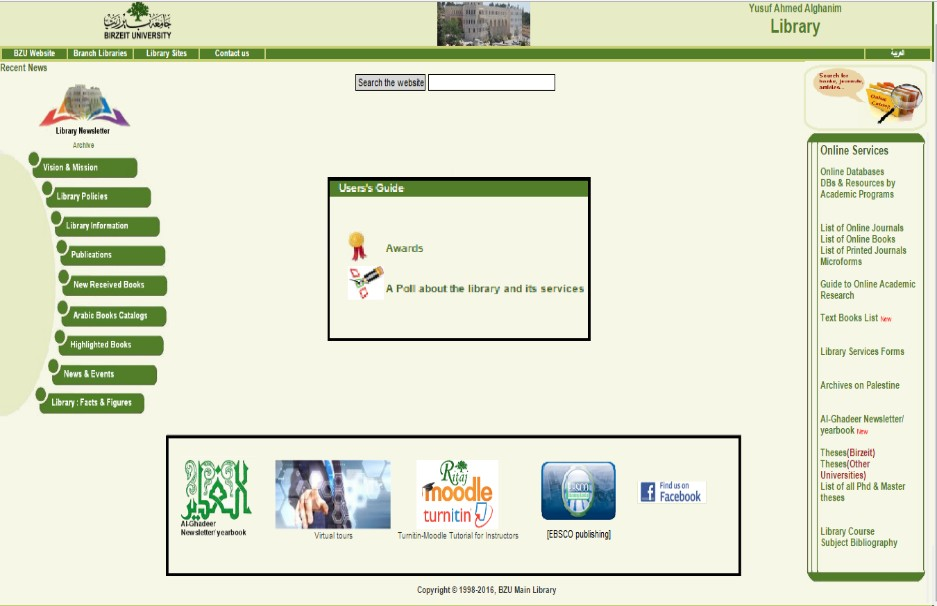 جامعة بيرزيت
BIRZEIT UNIVERSITY
Yusuf Ahmed Alghanim
Library
BZU Website
Branch Libraries
Library Sites
Contact us
العربية
Recent News
Search the website
Library Newsletter
Archive
Vision & Mission
Library Policies
Library Information
Publications
New Received Books
Arabic Books Catalogs
Highlighted Books
News & Events
Library : Facts & Figures
Users's Guide
Awards
A Poll about the library and its services
Search for
books, journals
articles...
Online
Catalog
Online Services
Online Databases
DBs & Resources by
Academic Programs
List of Online Journals
List of Online Books
List of Printed Journals
Microforms
Guide to Online Academic
Research
Text Books List New
Library Services Forms
Archives on Palestine
Al-Ghadeer Newsletter/
yearbook New
Theses(Birzeit)
Theses(Other
Universities)
List of all Phd & Master
theses
Library Course
Subject Bibliography
الغدير
Al-Ghadeer
Newsletter/ yearbook
Virtual tours
Ritaj
moodle
turnitin
Turnitin-Moodle Tutorial for Instructors
[EBSCO publishing]
Find us on
Facebook
Copyright © 1998-2016, BZU Main Library